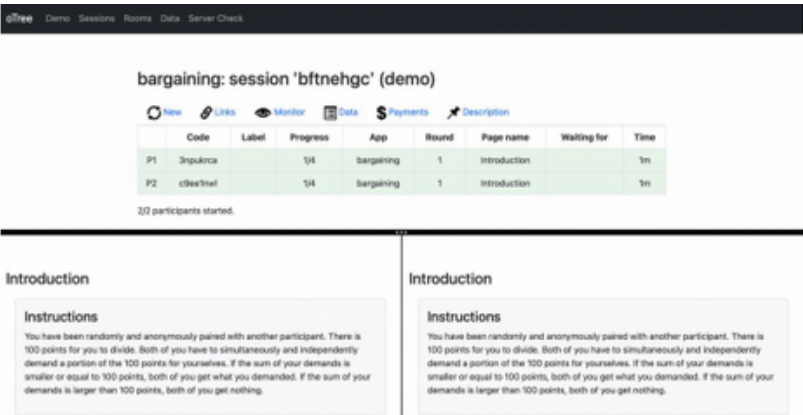 oTree Demo Sessions Rooms Data Server Check
bargaining: session 'bftnehgc' (demo)
New Links Monitor Data Payments Description
Code Label Progress App Round Page name Waiting for Time
P1 3npukrca 1/4 bargaining 1 Introduction 1m
P2 1/4 bargaining 1 Introduction 1m
2/2 participants started.
Introduction
Instructions
You have been randomly and anonymously paired with another participant. There is
100 points for you to divide. Both of you have to simultaneously and independently
demand a portion of the 100 points for yourselves. If the sum of your demands is
smaller or equal to 100 points, both of you get what you demanded. If the sum of your
demands is larger than 100 points, both of you get nothing.
Introduction
Instructions
You have been randomly and anonymously paired with another participant. There is
100 points for you to divide. Both of you have to simultaneously and independently
demand a portion of the 100 points for yourselves. If the sum of your demands is
smaller or equal to 100 points, both of you get what you demanded. If the sum of your
demands is larger than 100 points, both of you get nothing.